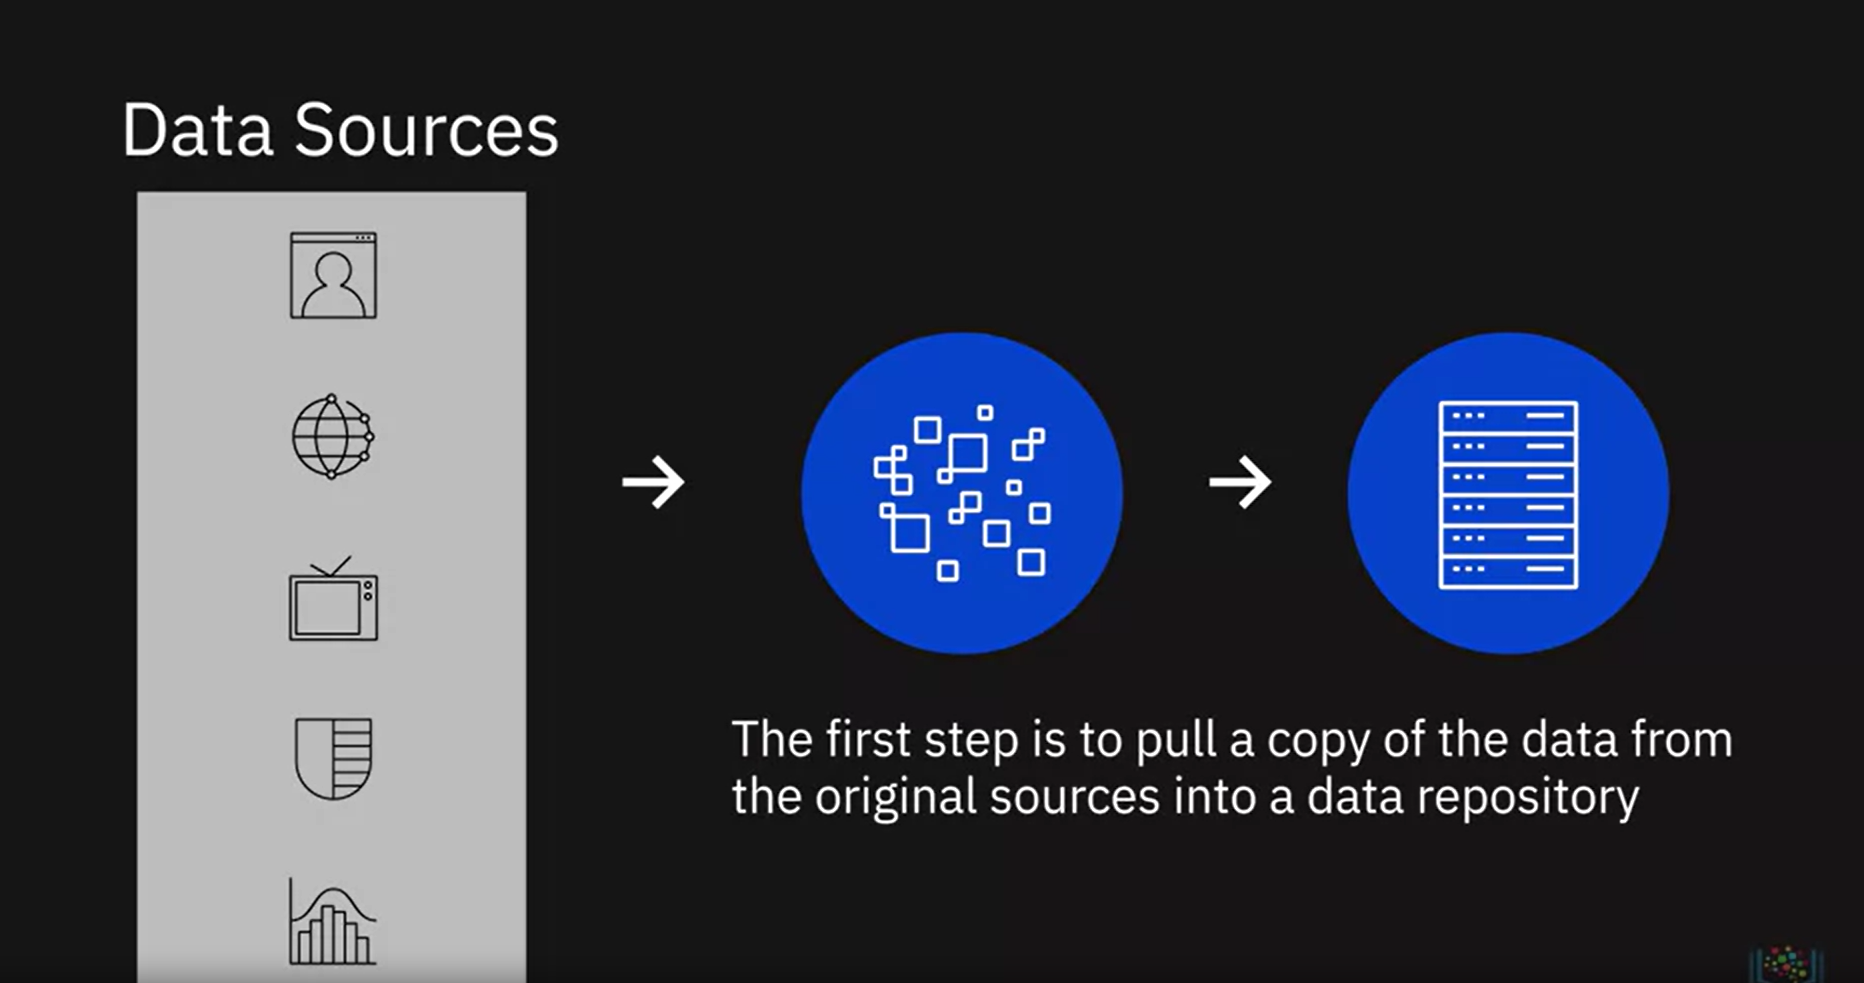 Data Sources
The first step is to pull a copy of the data from
the original sources into a data repository